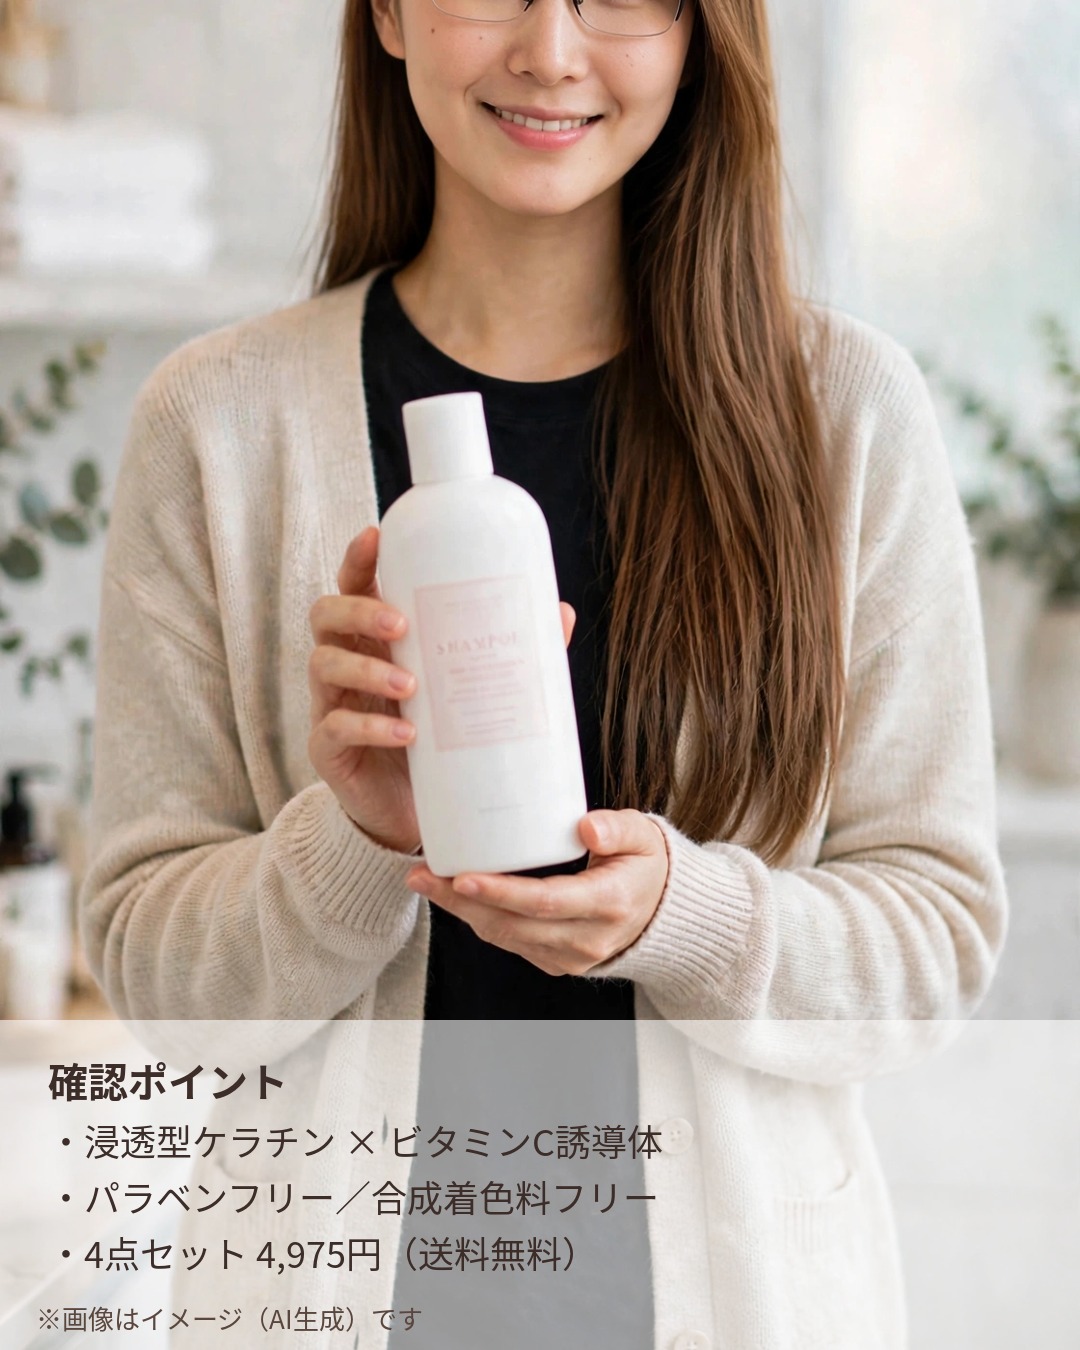 SHAMPOO
確認ポイント
・浸透型ケラチン × ビタミンC誘導体
・パラベンフリー／合成着色料フリー
・4点セット 4,975円（送料無料）
※画像はイメージ（AI生成）です